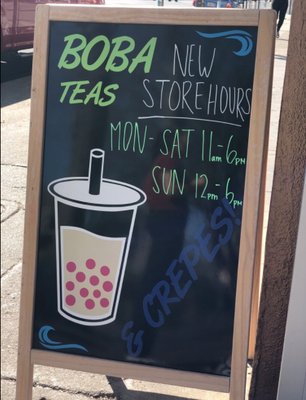 BOBA
TEAS
NEW
STORE HOURS
MON - SAT 11am - 6pm
SUN 12pm - 6pm
& CREPES!